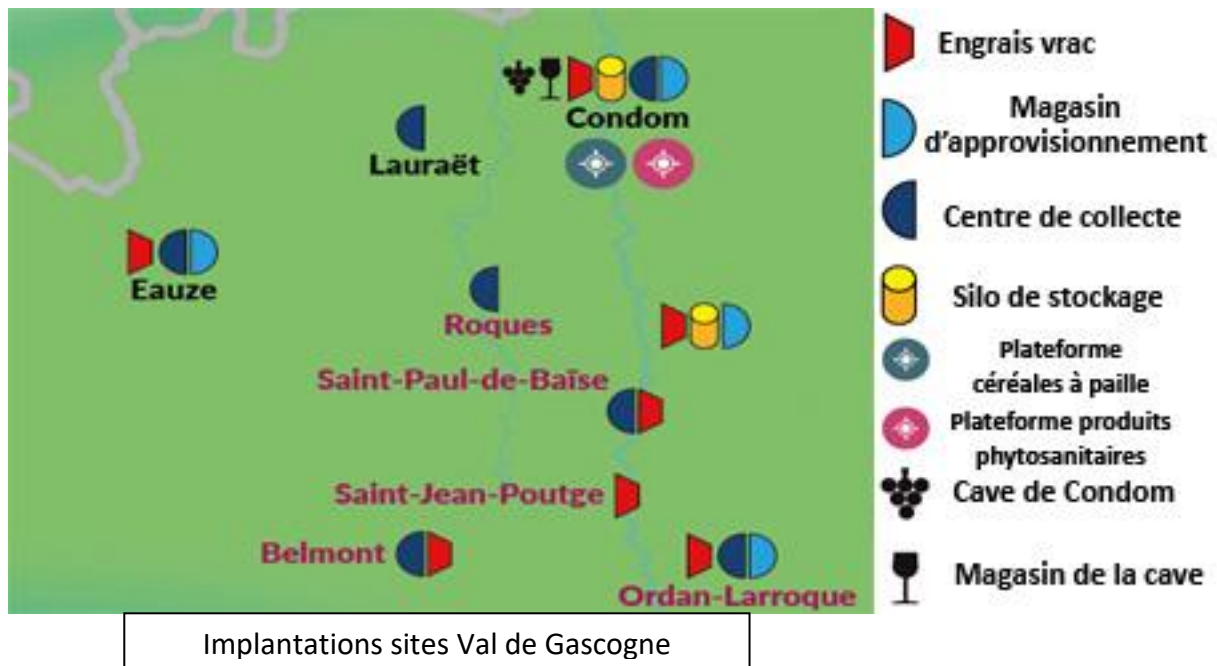 Condom
Lauraët
Eauze
Roques
Saint-Paul-de-Baïse
Saint-Jean-Poutge
Belmont
Ordan-Larroque
Engrais vrac
Magasin
d'approvisionnement
Centre de collecte
Silo de stockage
Plateforme
céréales à paille
Plateforme produits
phytosanitaires
Cave de Condom
Magasin de la cave
Implantations sites Val de Gascogne